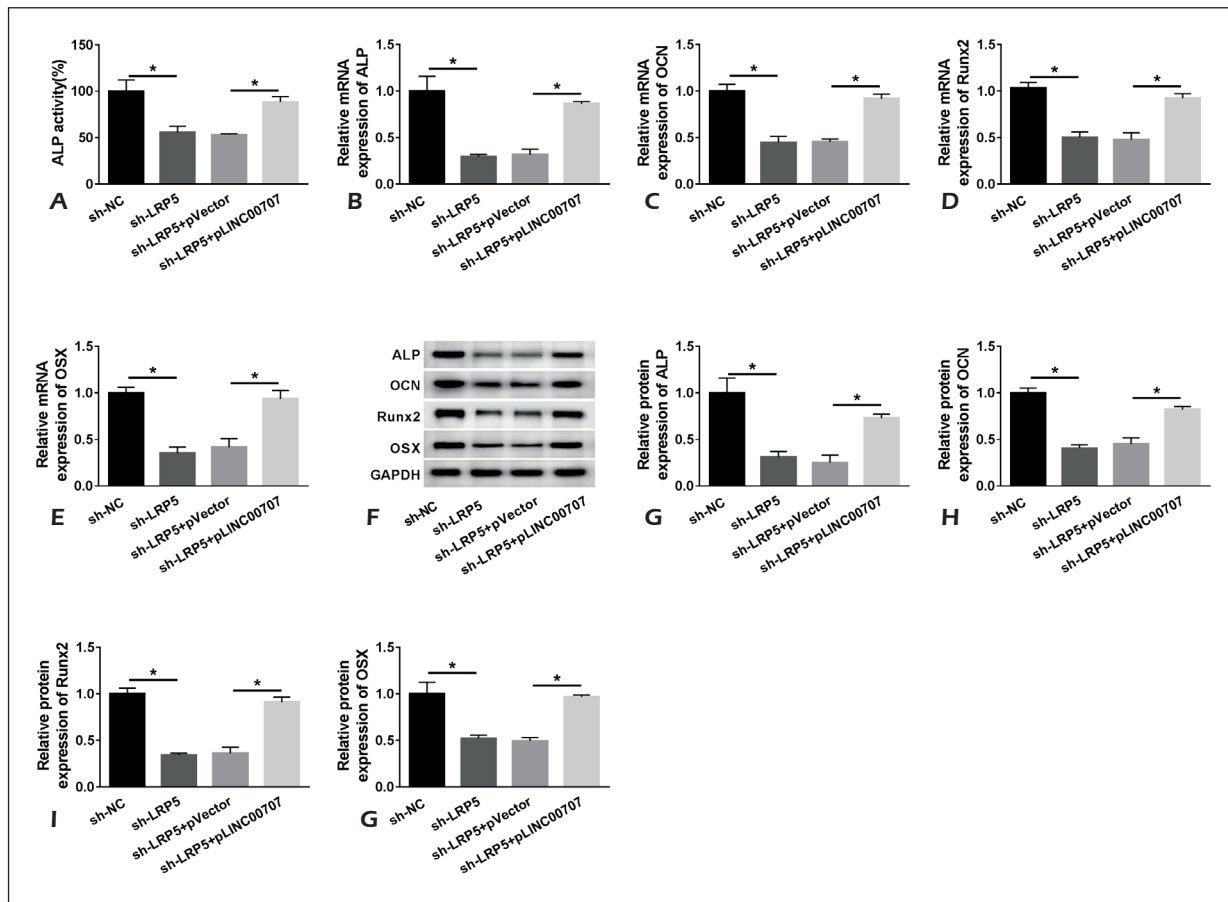 ALP activity(%)
150
100
50
0
*
*
sh-NC
sh-LRP5
sh-LRP5+pVector
sh-LRP5+pLINC00707
A
Relative mRNA
expression of ALP
1.5
1.0
0.5
0.0
*
*
sh-NC
sh-LRP5
sh-LRP5+pVector
sh-LRP5+pLINC00707
B
Relative mRNA
expression of OCN
1.5
1.0
0.5
0.0
*
*
sh-NC
sh-LRP5
sh-LRP5+pVector
sh-LRP5+pLINC00707
C
Relative mRNA
expression of Runx2
1.5
1.0
0.5
0.0
*
*
sh-NC
sh-LRP5
sh-LRP5+pVector
sh-LRP5+pLINC00707
D
Relative mRNA
expression of OSX
1.5
1.0
0.5
0.0
*
*
sh-NC
sh-LRP5
sh-LRP5+pVector
sh-LRP5+pLINC00707
E
ALP
OCN
Runx2
OSX
GAPDH
sh-NC
sh-LRP5
sh-LRP5+pVector
sh-LRP5+pLINC00707
F
Relative protein
expression of ALP
1.5
1.0
0.5
0.0
*
*
sh-NC
sh-LRP5
sh-LRP5+pVector
sh-LRP5+pLINC00707
G
Relative protein
expression of OCN
1.5
1.0
0.5
0.0
*
*
sh-NC
sh-LRP5
sh-LRP5+pVector
sh-LRP5+pLINC00707
H
Relative protein
expression of Runx2
1.5
1.0
0.5
0.0
*
*
sh-NC
sh-LRP5
sh-LRP5+pVector
sh-LRP5+pLINC00707
I
Relative protein
expression of OSX
1.5
1.0
0.5
0.0
*
*
sh-NC
sh-LRP5
sh-LRP5+pVector
sh-LRP5+pLINC00707
G